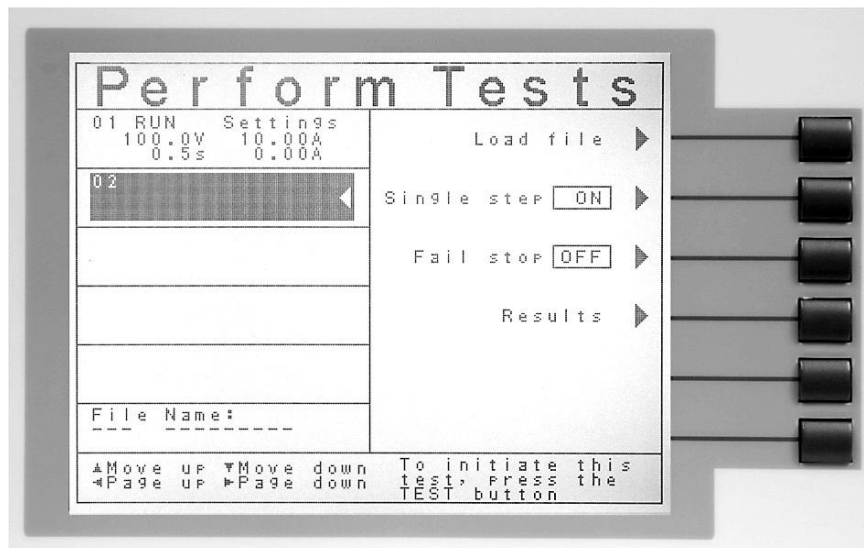 Perform Tests
01 RUN Settings
100.0V 10.00A
0.5s 0.00A
02
Load file
Single step ON
Fail stop OFF
Results
File Name:
--- ---------
▲Move up ▼Move down
◄Page up ►Page down
To initiate this
test, press the
TEST button